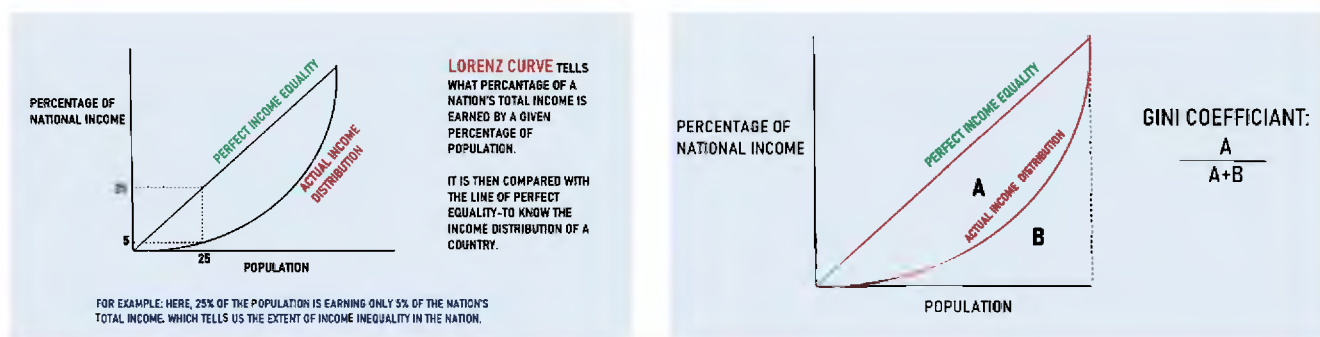 PERCENTAGE OF
NATIONAL INCOME
PERFECT INCOME EQUALITY
ACTUAL INCOME
DISTRIBUTION
5
25
POPULATION
LORENZ CURVE TELLS
WHAT PERCANTAGE OF A
NATION'S TOTAL INCOME IS
EARNED BY A GIVEN
PERCENTAGE OF
POPULATION.
IT IS THEN COMPARED WITH
THE LINE OF PERFECT
EQUALITY-TO KNOW THE
INCOME DISTRIBUTION OF A
COUNTRY.
FOR EXAMPLE: HERE, 25% OF THE POPULATION IS EARNING ONLY 5% OF THE NATION'S
TOTAL INCOME. WHICH TELLS US THE EXTENT OF INCOME INEQUALITY IN THE NATION.
PERCENTAGE OF
NATIONAL INCOME
PERFECT INCOME EQUALITY
A
ACTUAL INCOME DISTRIBUTION
B
POPULATION
GINI COEFFICIANT:
A
A+B